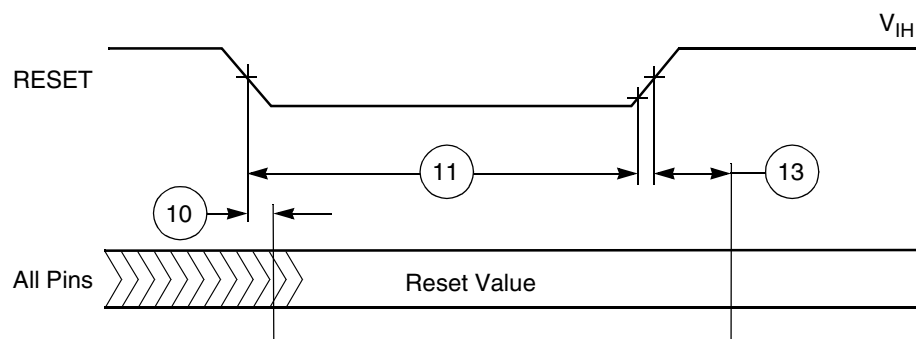 V_IH
RESET
11
13
10
All Pins
Reset Value